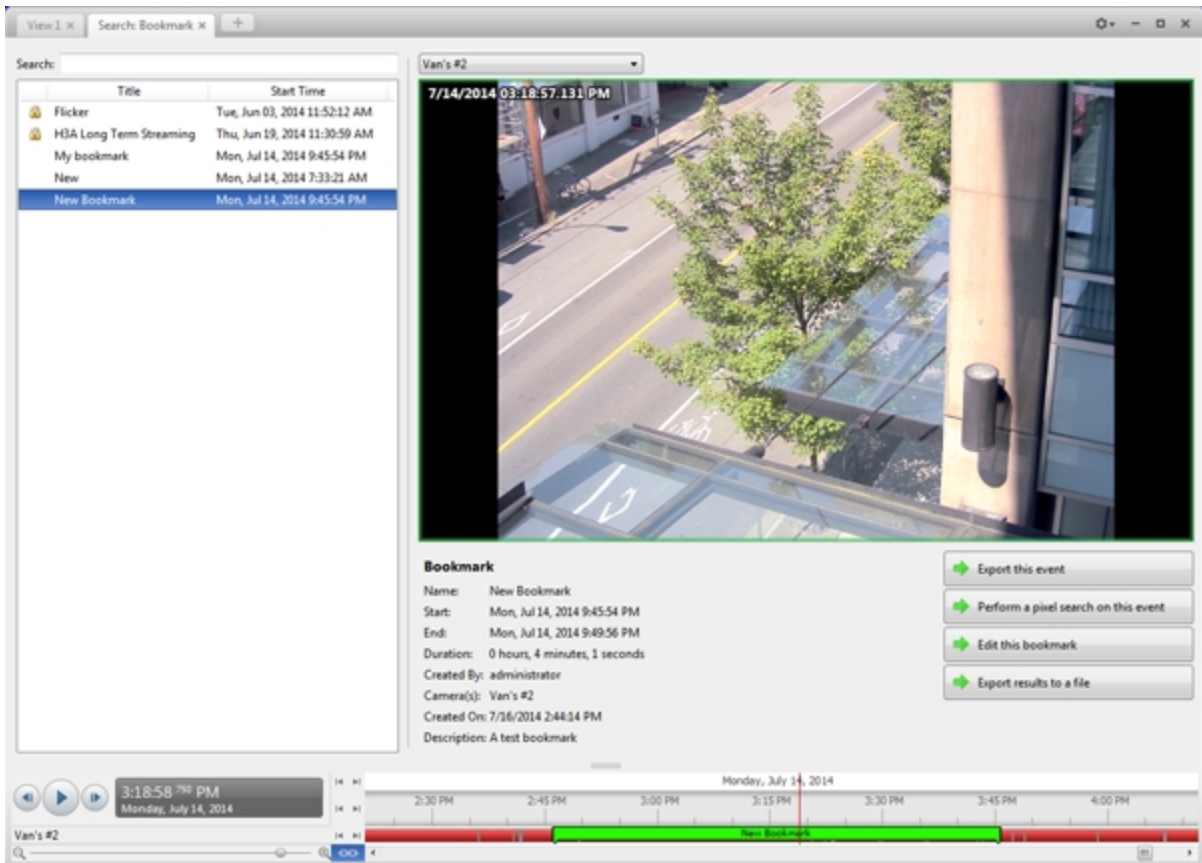 View 1
Search: Bookmark
Search:
Title Start Time
Flicker Tue, Jun 03, 2014 11:52:12 AM
H3A Long Term Streaming Thu, Jun 19, 2014 11:30:59 AM
My bookmark Mon, Jul 14, 2014 9:45:54 PM
New Mon, Jul 14, 2014 7:33:21 AM
New Bookmark Mon, Jul 14, 2014 9:45:54 PM
Van's #2
7/14/2014 03:18:57.131 PM
Bookmark
Name: New Bookmark
Start: Mon, Jul 14, 2014 9:45:54 PM
End: Mon, Jul 14, 2014 9:49:56 PM
Duration: 0 hours, 4 minutes, 1 seconds
Created By: administrator
Camera(s): Van's #2
Created On: 7/16/2014 2:44:14 PM
Description: A test bookmark
Export this event
Perform a pixel search on this event
Edit this bookmark
Export results to a file
3:18:58.750 PM
Monday, July 14, 2014
Monday, July 14, 2014
2:30 PM 2:45 PM 3:00 PM 3:15 PM 3:30 PM 3:45 PM 4:00 PM
Van's #2
New Bookmark